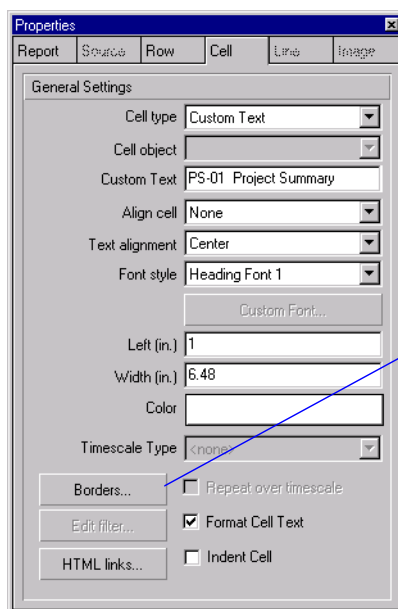 Properties
Report Source Row Cell Line Image
General Settings
Cell type Custom Text
Cell object
Custom Text PS-01 Project Summary
Align cell None
Text alignment Center
Font style Heading Font 1
Custom Font...
Left (in.) 1
Width (in.) 6.48
Color
Timescale Type <none>
Borders... Repeat over timescale
Edit filter... Format Cell Text
HTML links... Indent Cell